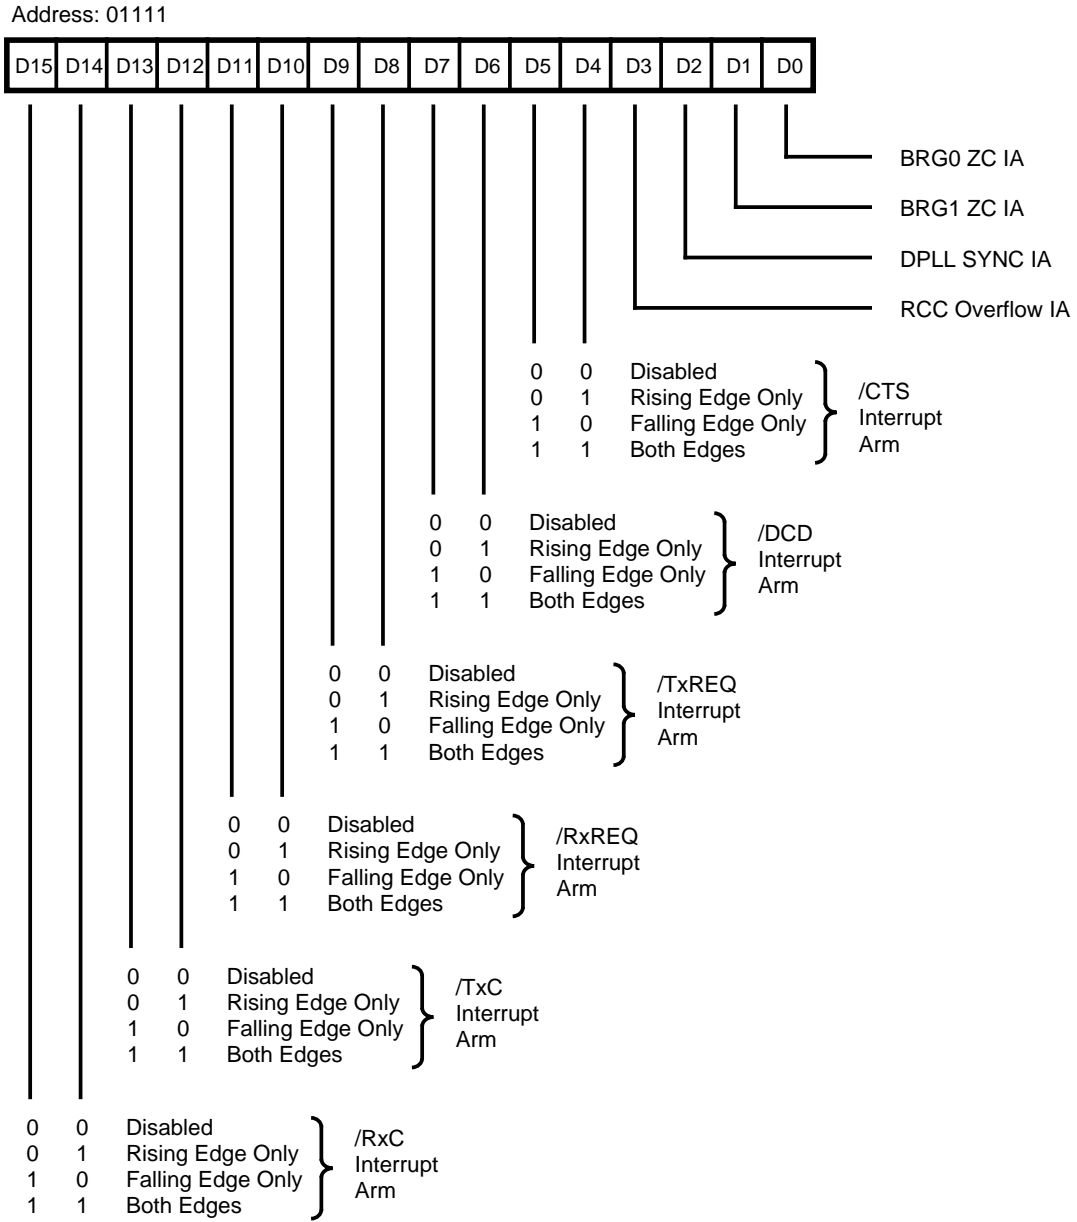 Address: 01111
D15 D14 D13 D12 D11 D10 D9 D8 D7 D6 D5 D4 D3 D2 D1 D0
BRG0 ZC IA
BRG1 ZC IA
DPLL SYNC IA
RCC Overflow IA
0 0 Disabled
0 1 Rising Edge Only
1 0 Falling Edge Only
1 1 Both Edges
/CTS
Interrupt
Arm
0 0 Disabled
0 1 Rising Edge Only
1 0 Falling Edge Only
1 1 Both Edges
/DCD
Interrupt
Arm
0 0 Disabled
0 1 Rising Edge Only
1 0 Falling Edge Only
1 1 Both Edges
/TxREQ
Interrupt
Arm
0 0 Disabled
0 1 Rising Edge Only
1 0 Falling Edge Only
1 1 Both Edges
/RxREQ
Interrupt
Arm
0 0 Disabled
0 1 Rising Edge Only
1 0 Falling Edge Only
1 1 Both Edges
/TxC
Interrupt
Arm
0 0 Disabled
0 1 Rising Edge Only
1 0 Falling Edge Only
1 1 Both Edges
/RxC
Interrupt
Arm